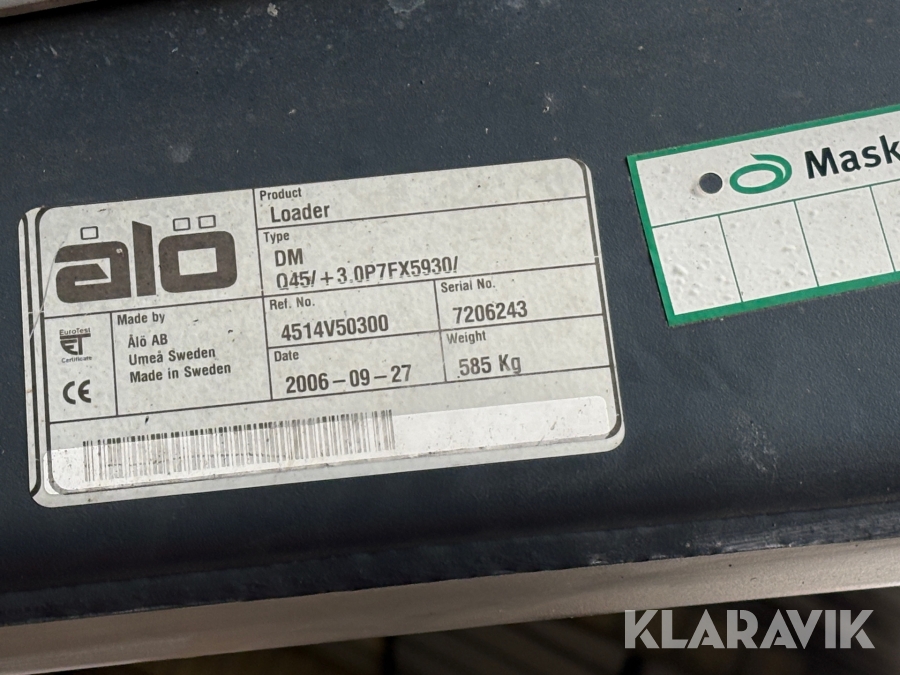 älö
Product
Loader
Type
DM
Q45/+3.0P7FX5930/
Ref. No.
4514V50300
Serial No.
7206243
Date
2006-09-27
Weight
585 Kg
EuroTest
Certificate
CE
Made by
Ålö AB
Umeå Sweden
Made in Sweden
Mask
KLARAVIK